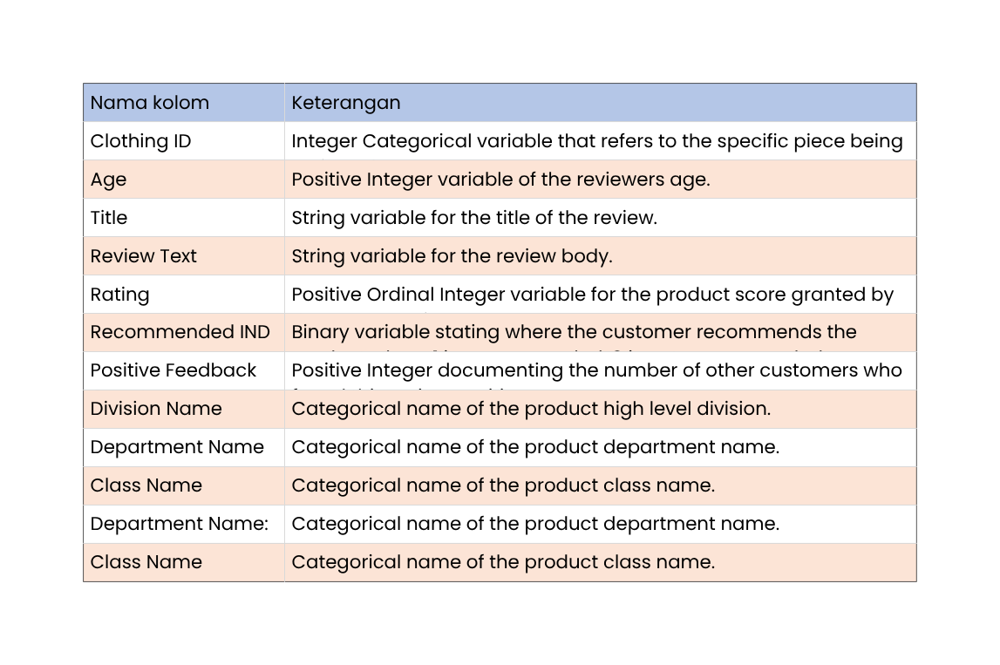 Nama kolom Keterangan
Clothing ID Integer Categorical variable that refers to the specific piece being
Age Positive Integer variable of the reviewers age.
Title String variable for the title of the review.
Review Text String variable for the review body.
Rating Positive Ordinal Integer variable for the product score granted by
Recommended IND Binary variable stating where the customer recommends the
Positive Feedback Positive Integer documenting the number of other customers who
Division Name Categorical name of the product high level division.
Department Name Categorical name of the product department name.
Class Name Categorical name of the product class name.
Department Name: Categorical name of the product department name.
Class Name Categorical name of the product class name.